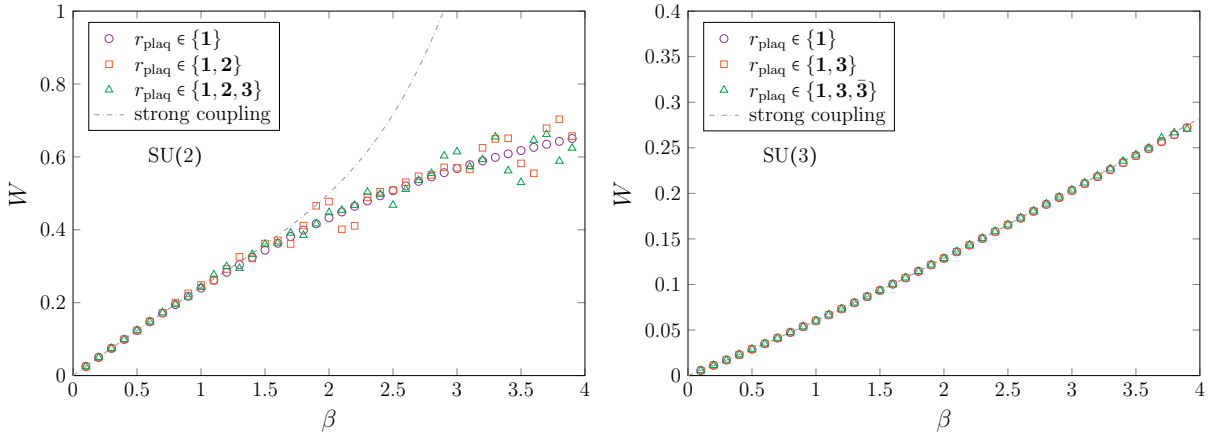 1
0.8
0.6
0.4
0.2
0
0 0.5 1 1.5 2 2.5 3 3.5 4
W
β
r_plaq ∈ {1}
r_plaq ∈ {1, 2}
r_plaq ∈ {1, 2, 3}
strong coupling
SU(2)
0.4
0.35
0.3
0.25
0.2
0.15
0.1
0.05
0
0 0.5 1 1.5 2 2.5 3 3.5 4
W
β
r_plaq ∈ {1}
r_plaq ∈ {1, 3}
r_plaq ∈ {1, 3, 3̄}
strong coupling
SU(3)